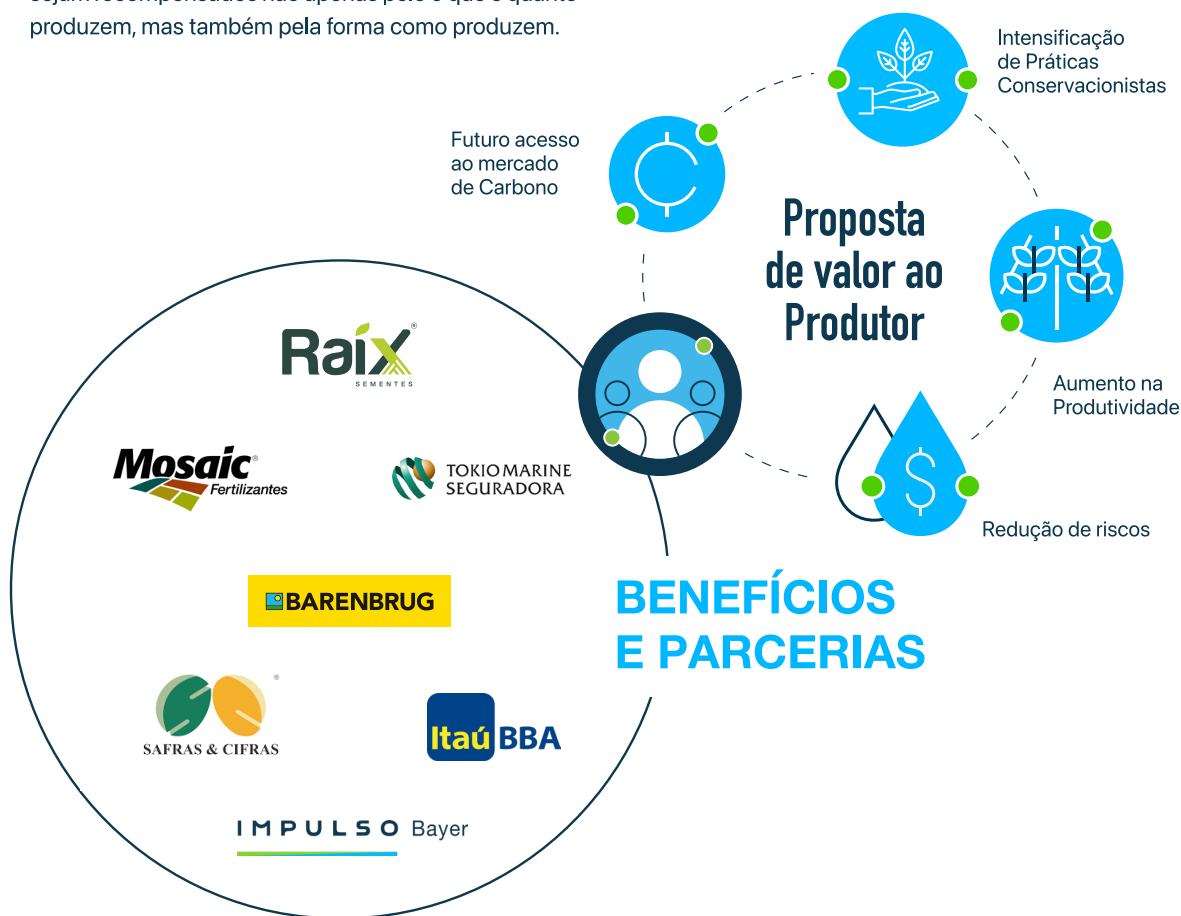 produzem, mas também pela forma como produzem.
Intensificação
de Práticas
Conservacionistas
Futuro acesso
ao mercado
de Carbono
Proposta
de valor ao
Produtor
Aumento na
Produtividade
$
Redução de riscos
Raíx®
SEMENTES
Mosaic®
Fertilizantes
TOKIO MARINE
SEGURADORA
BARENBRUG
BENEFÍCIOS
E PARCERIAS
®
SAFRAS & CIFRAS
Itaú BBA
IMPULSO Bayer